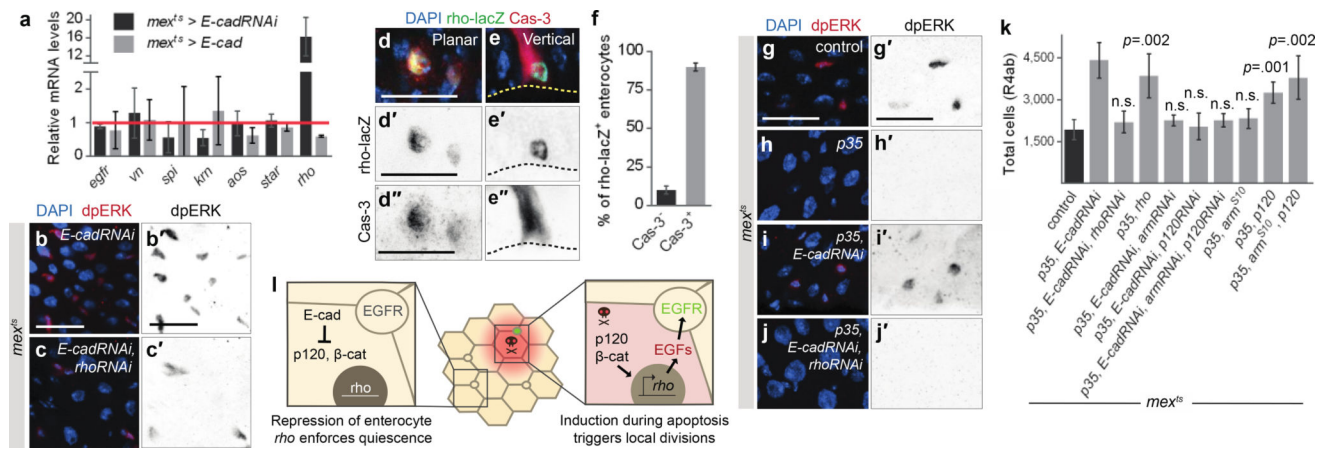 a
Relative mRNA levels
20
16
12
8
4
2
1
0
mex^ts > E-cadRNAi
mex^ts > E-cad
egfr
vn
spi
krn
aos
star
rho
DAPI dpERK
dpERK
mex^ts
b
E-cadRNAi
b′
c
E-cadRNAi,
rhoRNAi
c′
DAPI rho-lacZ Cas-3
d
Planar
e
Vertical
rho-lacZ
d′
e′
Cas-3
d″
e″
f
% of rho-lacZ+ enterocytes
100
75
50
25
0
Cas-3-
Cas-3+
DAPI dpERK
dpERK
mex^ts
g
control
g′
h
p35
h′
i
p35,
E-cadRNAi
i′
j
p35,
E-cadRNAi,
rhoRNAi
j′
k
Total cells (R4ab)
4,500
3,000
1,500
0
n.s.
p=.002
n.s.
n.s.
n.s.
n.s.
p=.001
p=.002
control
p35, E-cadRNAi
p35, E-cadRNAi, rhoRNAi
p35, rho
p35, E-cadRNAi, armRNAi
p35, E-cadRNAi, p120RNAi
p35, E-cadRNAi, armRNAi, p120RNAi
p35, arm^S10
p35, p120
p35, arm^S10, p120
mex^ts
l
E-cad
EGFR
p120, β-cat
rho
Repression of enterocyte
rho enforces quiescence
EGFR
p120
β-cat
EGFs
rho
Induction during apoptosis
triggers local divisions